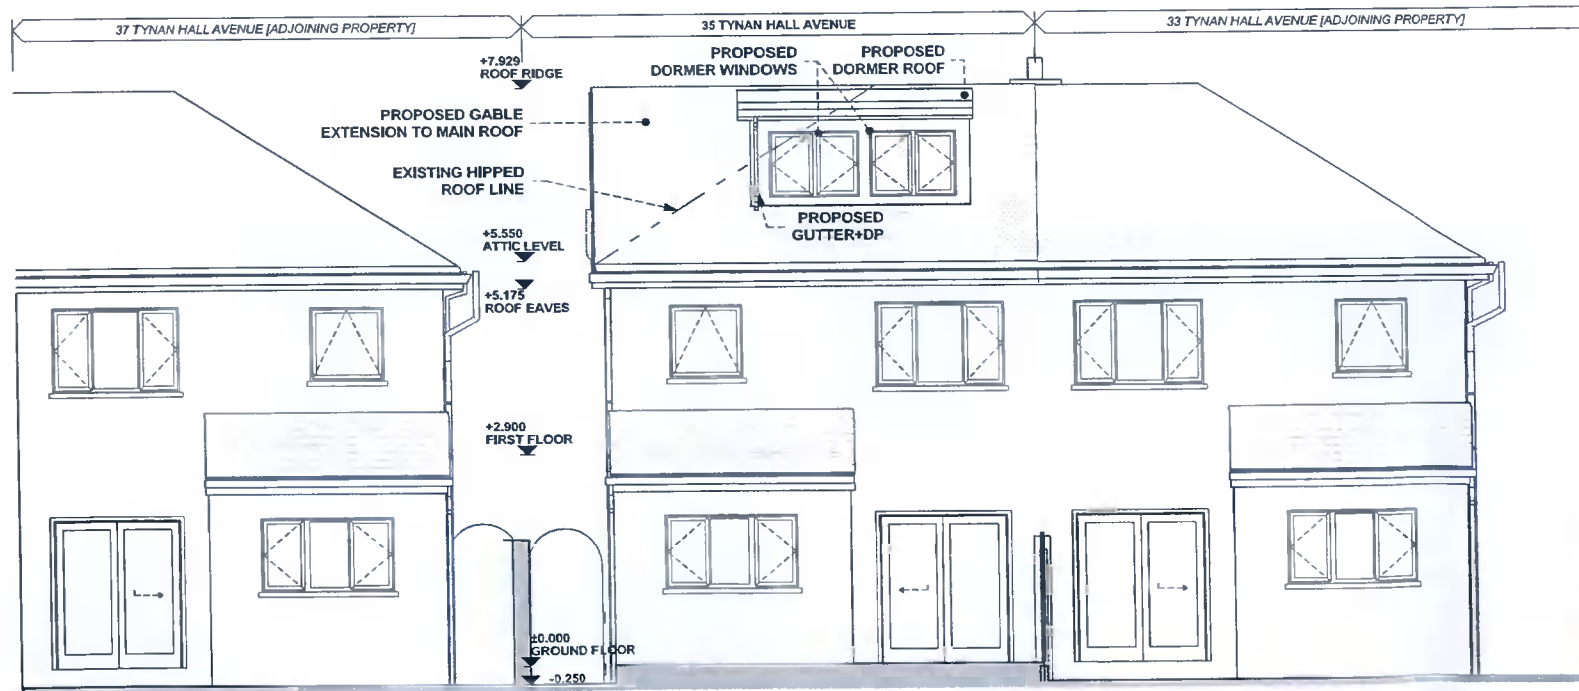 37 TYNAN HALL AVENUE [ADJOINING PROPERTY]
35 TYNAN HALL AVENUE
33 TYNAN HALL AVENUE [ADJOINING PROPERTY]
+7.929
ROOF RIDGE
PROPOSED
DORMER WINDOWS
PROPOSED
DORMER ROOF
PROPOSED GABLE
EXTENSION TO MAIN ROOF
EXISTING HIPPED
ROOF LINE
PROPOSED
GUTTER+DP
+5.550
ATTIC LEVEL
+5.175
ROOF EAVES
+2.900
FIRST FLOOR
±0.000
GROUND FLOOR
-0.250